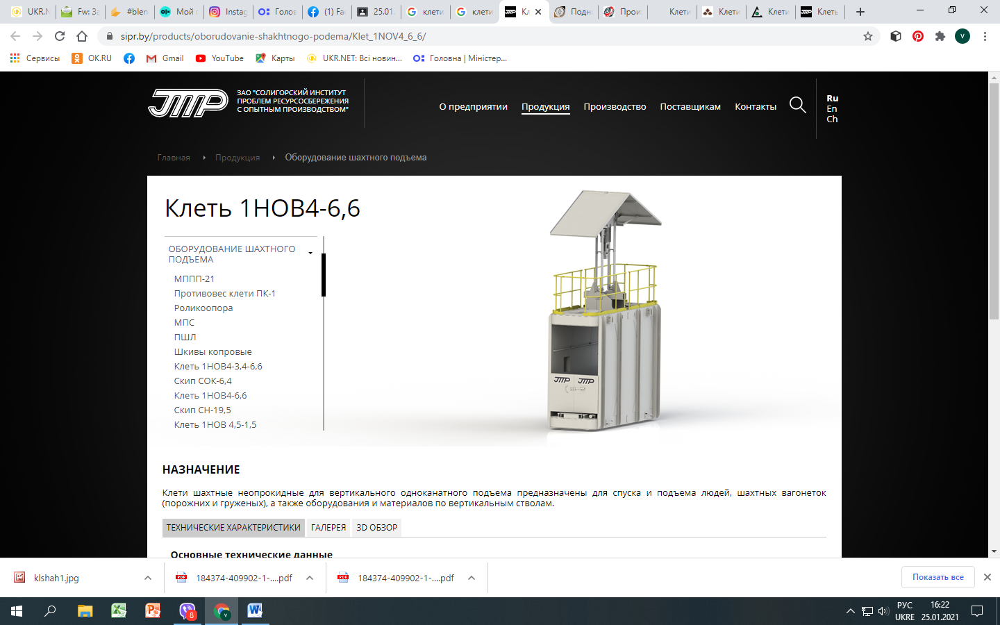 UKR.N
Fw: За
#blen
Мой п
Instag
Голов
(1) Fac
25.01.
клети
клети
Кл
Подн
Прои
Клети
Клети
Клети
Клеть
sipr.by/products/oborudovanie-shakhtnogo-podema/Klet_1NOV4_6_6/
v
Сервисы
OK.RU
Gmail
YouTube
Карты
UKR.NET: Всі новин...
Головна | Міністер...
ЗАО "СОЛИГОРСКИЙ ИНСТИТУТ
ПРОБЛЕМ РЕСУРСОСБЕРЕЖЕНИЯ
С ОПЫТНЫМ ПРОИЗВОДСТВОМ"
О предприятии
Продукция
Производство
Поставщикам
Контакты
Ru
En
Ch
Главная
Продукция
Оборудование шахтного подъема
Клеть 1НОВ4-6,6
ОБОРУДОВАНИЕ ШАХТНОГО
ПОДЪЕМА
МППП-21
Противовес клети ПК-1
Роликоопора
МПС
ПШЛ
Шкивы копровые
Клеть 1НОВ4-3,4-6,6
Скип СОК-6,4
Клеть 1НОВ4-6,6
Скип СН-19,5
Клеть 1НОВ 4,5-1,5
НАЗНАЧЕНИЕ
Клети шахтные неопрокидные для вертикального одноканатного подъема предназначены для спуска и подъема людей, шахтных вагонеток
(порожних и груженых), а также оборудования и материалов по вертикальным стволам.
ТЕХНИЧЕСКИЕ ХАРАКТЕРИСТИКИ
ГАЛЕРЕЯ
3D ОБЗОР
Основные технические данные
klshah1.jpg
184374-409902-1-....pdf
184374-409902-1-....pdf
Показать все
8
v
РУС
UKRE
16:22
25.01.2021